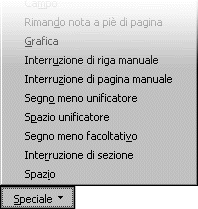 Campo
Rimando nota a piè di pagina
Grafica
Interruzione di riga manuale
Interruzione di pagina manuale
Segno meno unificatore
Spazio unificatore
Segno meno facoltativo
Interruzione di sezione
Spazio
Speciale